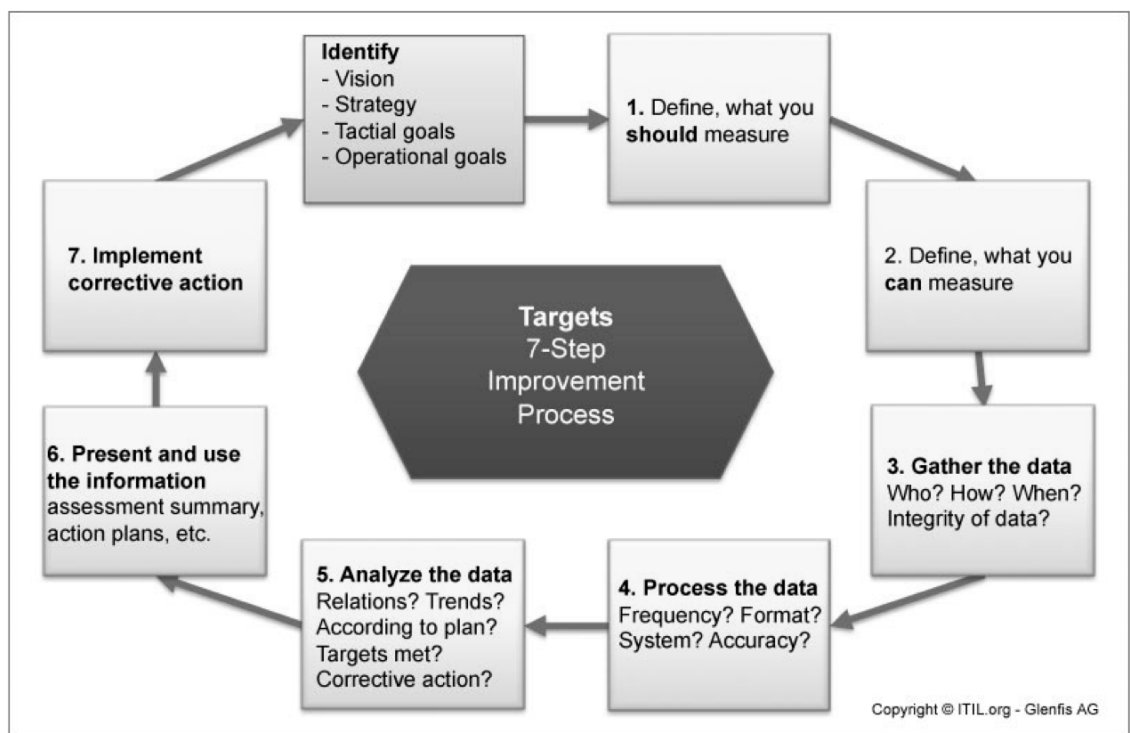 Identify
- Vision
- Strategy
- Tactial goals
- Operational goals
1. Define, what you
should measure
2. Define, what you
can measure
3. Gather the data
Who? How? When?
Integrity of data?
4. Process the data
Frequency? Format?
System? Accuracy?
5. Analyze the data
Relations? Trends?
According to plan?
Targets met?
Corrective action?
6. Present and use
the information
assessment summary,
action plans, etc.
7. Implement
corrective action
Targets
7-Step
Improvement
Process
Copyright © ITIL.org - Glenfis AG